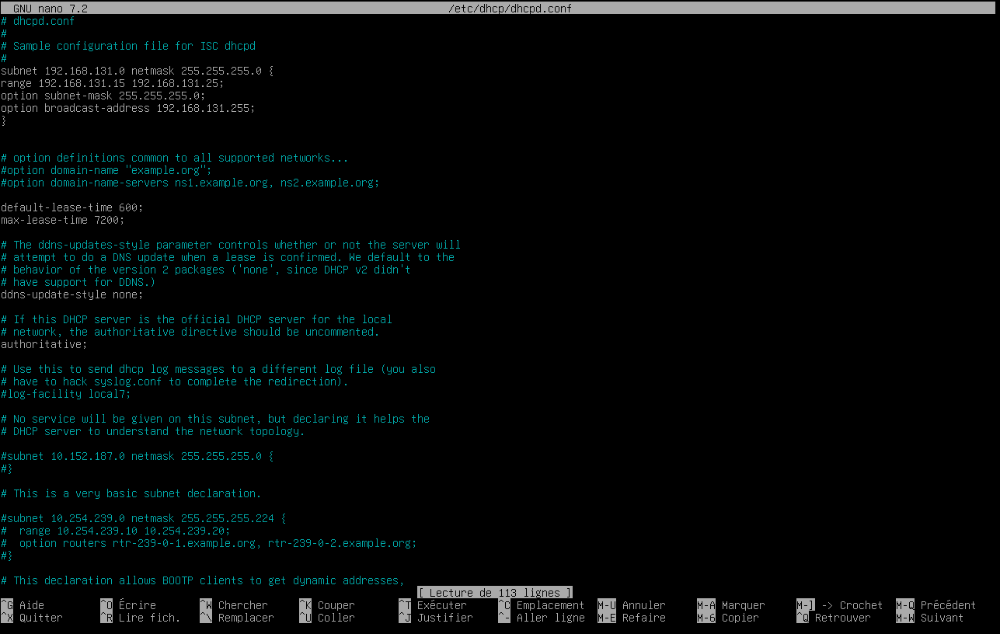 GNU nano 7.2 /etc/dhcp/dhcpd.conf
# dhcpd.conf
#
# Sample configuration file for ISC dhcpd
#
subnet 192.168.131.0 netmask 255.255.255.0 {
range 192.168.131.15 192.168.131.25;
option subnet-mask 255.255.255.0;
option broadcast-address 192.168.131.255;
}
# option definitions common to all supported networks...
#option domain-name "example.org";
#option domain-name-servers ns1.example.org, ns2.example.org;
default-lease-time 600;
max-lease-time 7200;
# The ddns-updates-style parameter controls whether or not the server will
# attempt to do a DNS update when a lease is confirmed. We default to the
# behavior of the version 2 packages ('none', since DHCP v2 didn't
# have support for DDNS.)
ddns-update-style none;
# If this DHCP server is the official DHCP server for the local
# network, the authoritative directive should be uncommented.
authoritative;
# Use this to send dhcp log messages to a different log file (you also
# have to hack syslog.conf to complete the redirection).
#log-facility local7;
# No service will be given on this subnet, but declaring it helps the
# DHCP server to understand the network topology.
#subnet 10.152.187.0 netmask 255.255.255.0 {
#}
# This is a very basic subnet declaration.
#subnet 10.254.239.0 netmask 255.255.255.224 {
#  range 10.254.239.10 10.254.239.20;
#  option routers rtr-239-0-1.example.org, rtr-239-0-2.example.org;
#}
# This declaration allows BOOTP clients to get dynamic addresses,
[ Lecture de 113 lignes ]
^G Aide ^O Écrire ^W Chercher ^K Couper ^T Exécuter ^C Emplacement M-U Annuler M-A Marquer M-] -> Crochet M-Q Précédent
^X Quitter ^R Lire fich. ^\ Remplacer ^U Coller ^J Justifier ^- Aller ligne M-E Refaire M-6 Copier ^Q Retrouver M-W Suivant